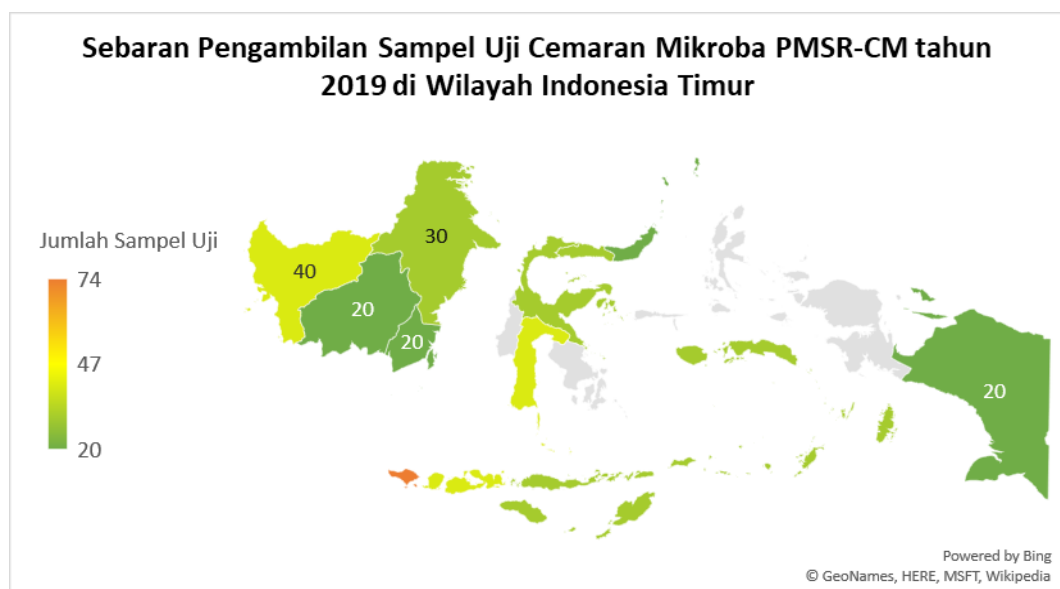 Sebaran Pengambilan Sampel Uji Cemaran Mikroba PMSR-CM tahun
2019 di Wilayah Indonesia Timur
Jumlah Sampel Uji
74
47
20
30
40
20
20
20
Powered by Bing
© GeoNames, HERE, MSFT, Wikipedia